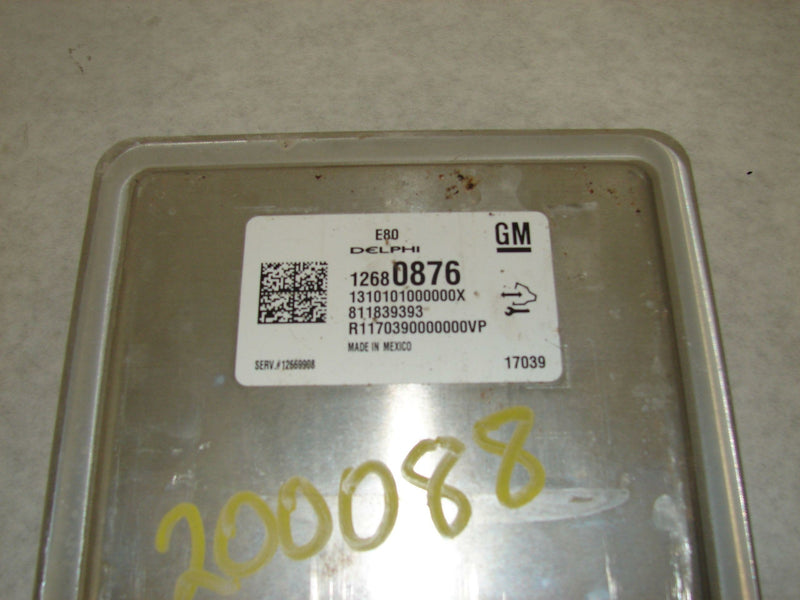 E80
DELPHI
GM
12680876
1310101000000X
811839393
R1170390000000VP
MADE IN MEXICO
SERV.# 12669908
17039
200088